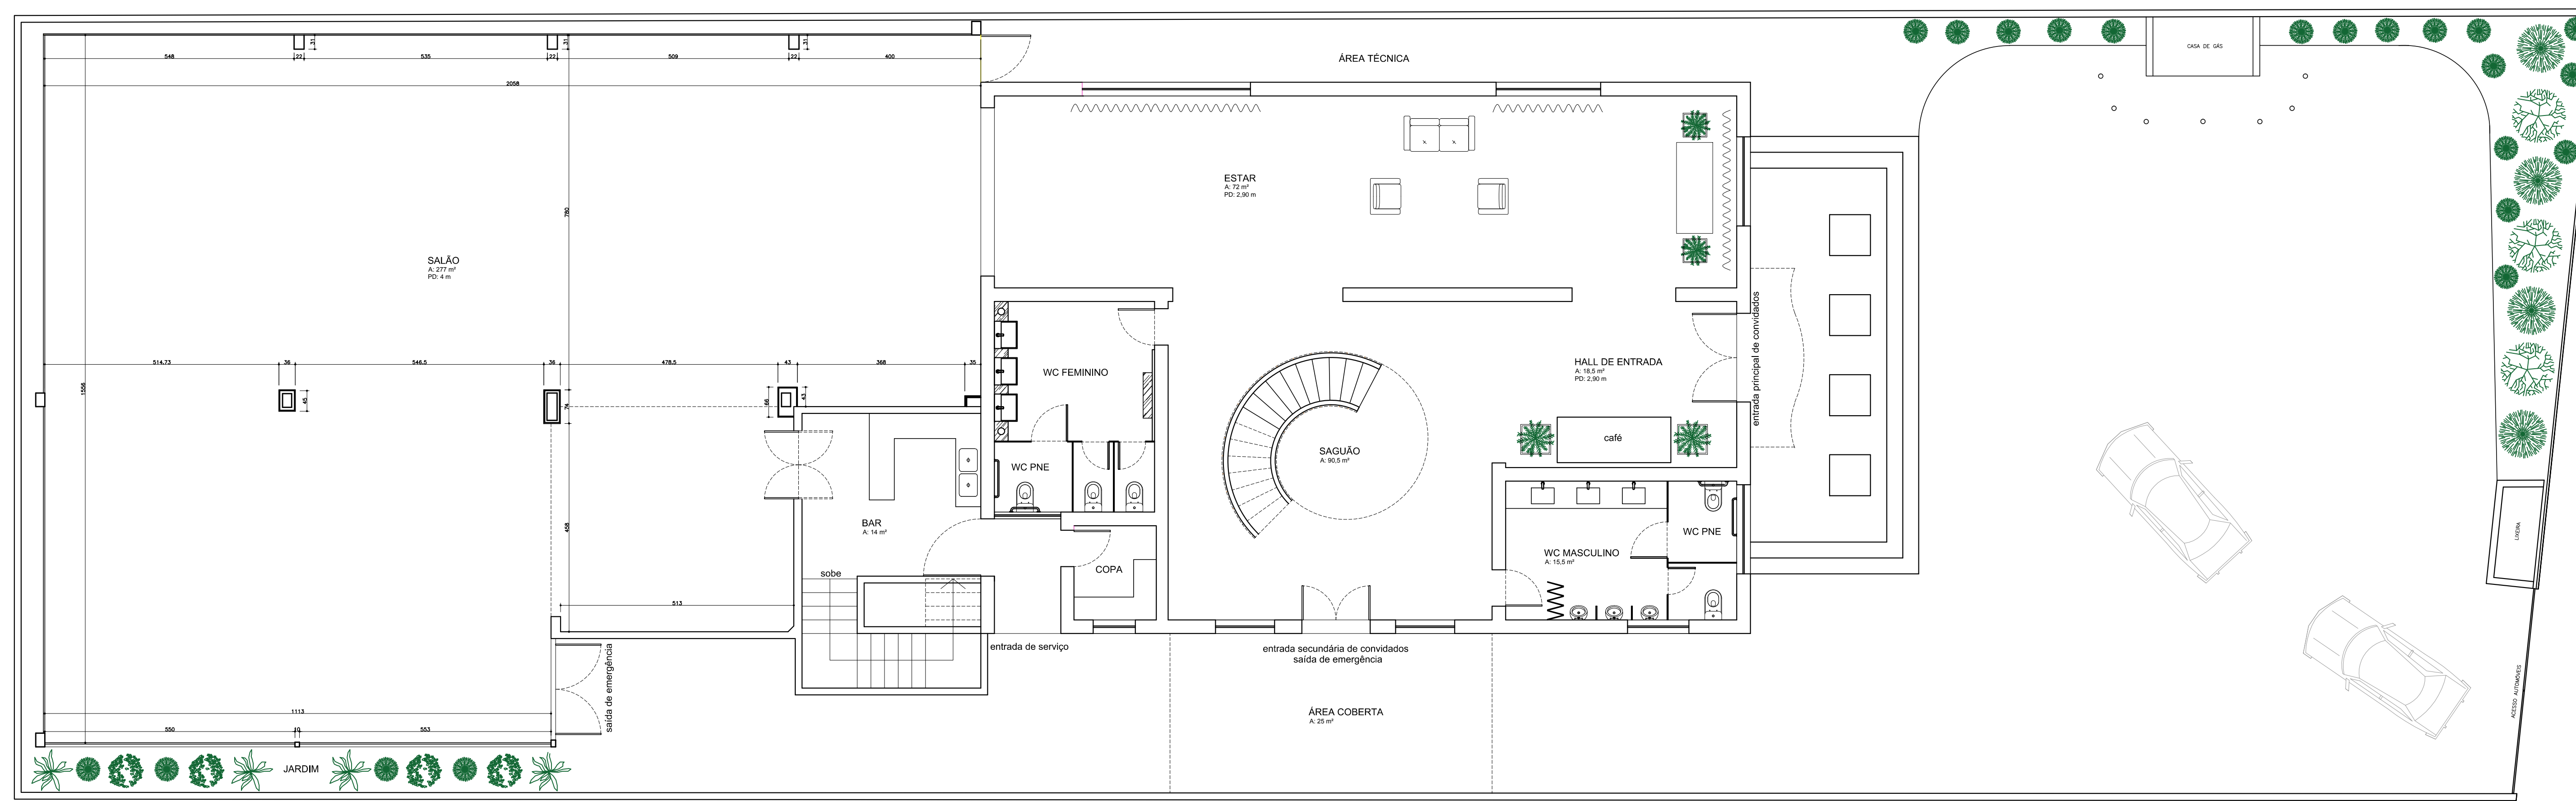 31
31
31
548
22
535
22
509
22
400
2058
1556
780
SALÃO
A: 277 m²
PD: 4 m
514,73
36
546,5
36
478,5
43
368
35
45
74
66
43
458
513
1113
550
10
553
saída de emergência
JARDIM
ÁREA TÉCNICA
ESTAR
A: 72 m²
PD: 2,90 m
WC FEMININO
WC PNE
BAR
A: 14 m²
sobe
COPA
entrada de serviço
SAGUÃO
A: 90,5 m²
HALL DE ENTRADA
A: 18,5 m²
PD: 2,90 m
café
entrada principal de convidados
WC MASCULINO
A: 15,5 m²
WC PNE
entrada secundária de convidados
saída de emergência
ÁREA COBERTA
A: 25 m²
CASA DE GÁS
LIXEIRA
ACESSO AUTOMÓVEIS